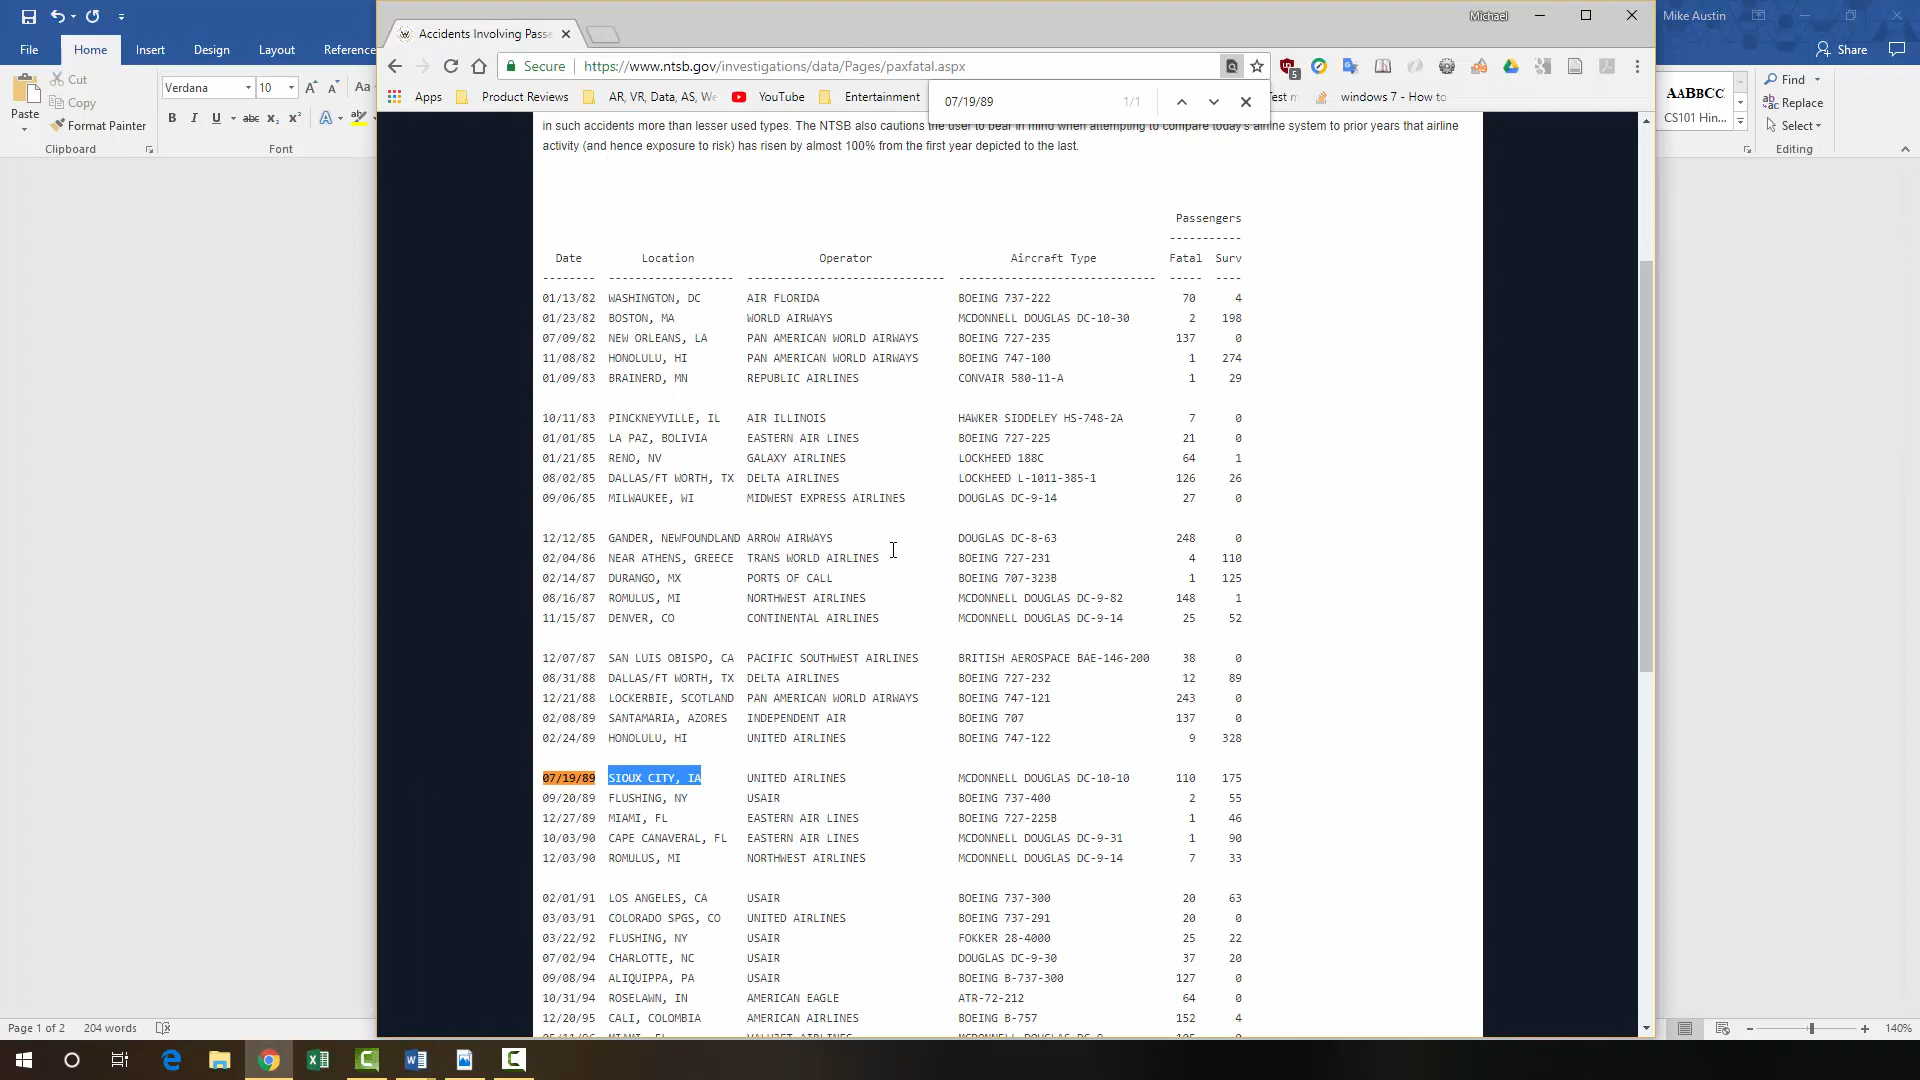 Mike Austin
Michael
Accidents Involving Passe
File
Home
Insert
Design
Layout
Reference
Share
Secure
https://www.ntsb.gov/investigations/data/Pages/paxfatal.aspx
5
Paste
Cut
Copy
Format Painter
Clipboard
Verdana
10
Aa
B I U abc x2 x2 A
Font
Apps
Product Reviews
AR, VR, Data, AS, We
YouTube
Entertainment
07/19/89
1/1
windows 7 - How to
AaBBCC
CS101 Hin...
Find
Replace
Select
Editing
in such accidents more than lesser used types. The NTSB also cautions the user to bear in mind when attempting to compare today's airline system to prior years that airline
activity (and hence exposure to risk) has risen by almost 100% from the first year depicted to the last.
Passengers
-----------
Date Location Operator Aircraft Type Fatal Surv
-------- ------------------- ------------------------------ ------------------------------ ----- ----
01/13/82 WASHINGTON, DC AIR FLORIDA BOEING 737-222 70 4
01/23/82 BOSTON, MA WORLD AIRWAYS MCDONNELL DOUGLAS DC-10-30 2 198
07/09/82 NEW ORLEANS, LA PAN AMERICAN WORLD AIRWAYS BOEING 727-235 137 0
11/08/82 HONOLULU, HI PAN AMERICAN WORLD AIRWAYS BOEING 747-100 1 274
01/09/83 BRAINERD, MN REPUBLIC AIRLINES CONVAIR 580-11-A 1 29
10/11/83 PINCKNEYVILLE, IL AIR ILLINOIS HAWKER SIDDELEY HS-748-2A 7 0
01/01/85 LA PAZ, BOLIVIA EASTERN AIR LINES BOEING 727-225 21 0
01/21/85 RENO, NV GALAXY AIRLINES LOCKHEED 188C 64 1
08/02/85 DALLAS/FT WORTH, TX DELTA AIRLINES LOCKHEED L-1011-385-1 126 26
09/06/85 MILWAUKEE, WI MIDWEST EXPRESS AIRLINES DOUGLAS DC-9-14 27 0
12/12/85 GANDER, NEWFOUNDLAND ARROW AIRWAYS DOUGLAS DC-8-63 248 0
02/04/86 NEAR ATHENS, GREECE TRANS WORLD AIRLINES BOEING 727-231 4 110
02/14/87 DURANGO, MX PORTS OF CALL BOEING 707-323B 1 125
08/16/87 ROMULUS, MI NORTHWEST AIRLINES MCDONNELL DOUGLAS DC-9-82 148 1
11/15/87 DENVER, CO CONTINENTAL AIRLINES MCDONNELL DOUGLAS DC-9-14 25 52
12/07/87 SAN LUIS OBISPO, CA PACIFIC SOUTHWEST AIRLINES BRITISH AEROSPACE BAE-146-200 38 0
08/31/88 DALLAS/FT WORTH, TX DELTA AIRLINES BOEING 727-232 12 89
12/21/88 LOCKERBIE, SCOTLAND PAN AMERICAN WORLD AIRWAYS BOEING 747-121 243 0
02/08/89 SANTAMARIA, AZORES INDEPENDENT AIR BOEING 707 137 0
02/24/89 HONOLULU, HI UNITED AIRLINES BOEING 747-122 9 328
07/19/89 SIOUX CITY, IA UNITED AIRLINES MCDONNELL DOUGLAS DC-10-10 110 175
09/20/89 FLUSHING, NY USAIR BOEING 737-400 2 55
12/27/89 MIAMI, FL EASTERN AIR LINES BOEING 727-225B 1 46
10/03/90 CAPE CANAVERAL, FL EASTERN AIR LINES MCDONNELL DOUGLAS DC-9-31 1 90
12/03/90 ROMULUS, MI NORTHWEST AIRLINES MCDONNELL DOUGLAS DC-9-14 7 33
02/01/91 LOS ANGELES, CA USAIR BOEING 737-300 20 63
03/03/91 COLORADO SPGS, CO UNITED AIRLINES BOEING 737-291 20 0
03/22/92 FLUSHING, NY USAIR FOKKER 28-4000 25 22
07/02/94 CHARLOTTE, NC USAIR DOUGLAS DC-9-30 37 20
09/08/94 ALIQUIPPA, PA USAIR BOEING B-737-300 127 0
10/31/94 ROSELAWN, IN AMERICAN EAGLE ATR-72-212 64 0
12/20/95 CALI, COLOMBIA AMERICAN AIRLINES BOEING B-757 152 4
Page 1 of 2
204 words
140%